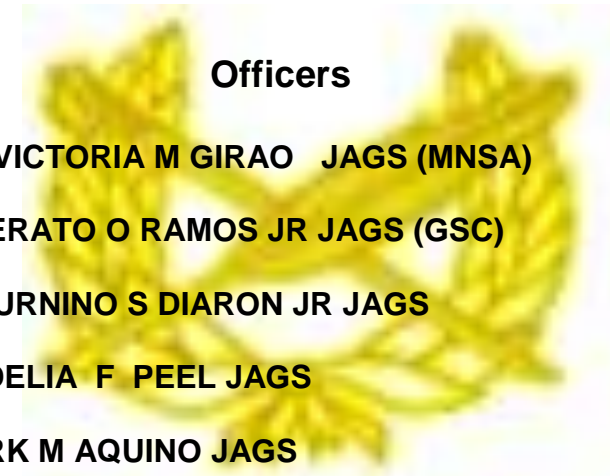 Officers
VICTORIA M GIRAO JAGS (MNSA)
ERATO O RAMOS JR JAGS (GSC)
URNINO S DIARON JR JAGS
DELIA F PEEL JAGS
RK M AQUINO JAGS